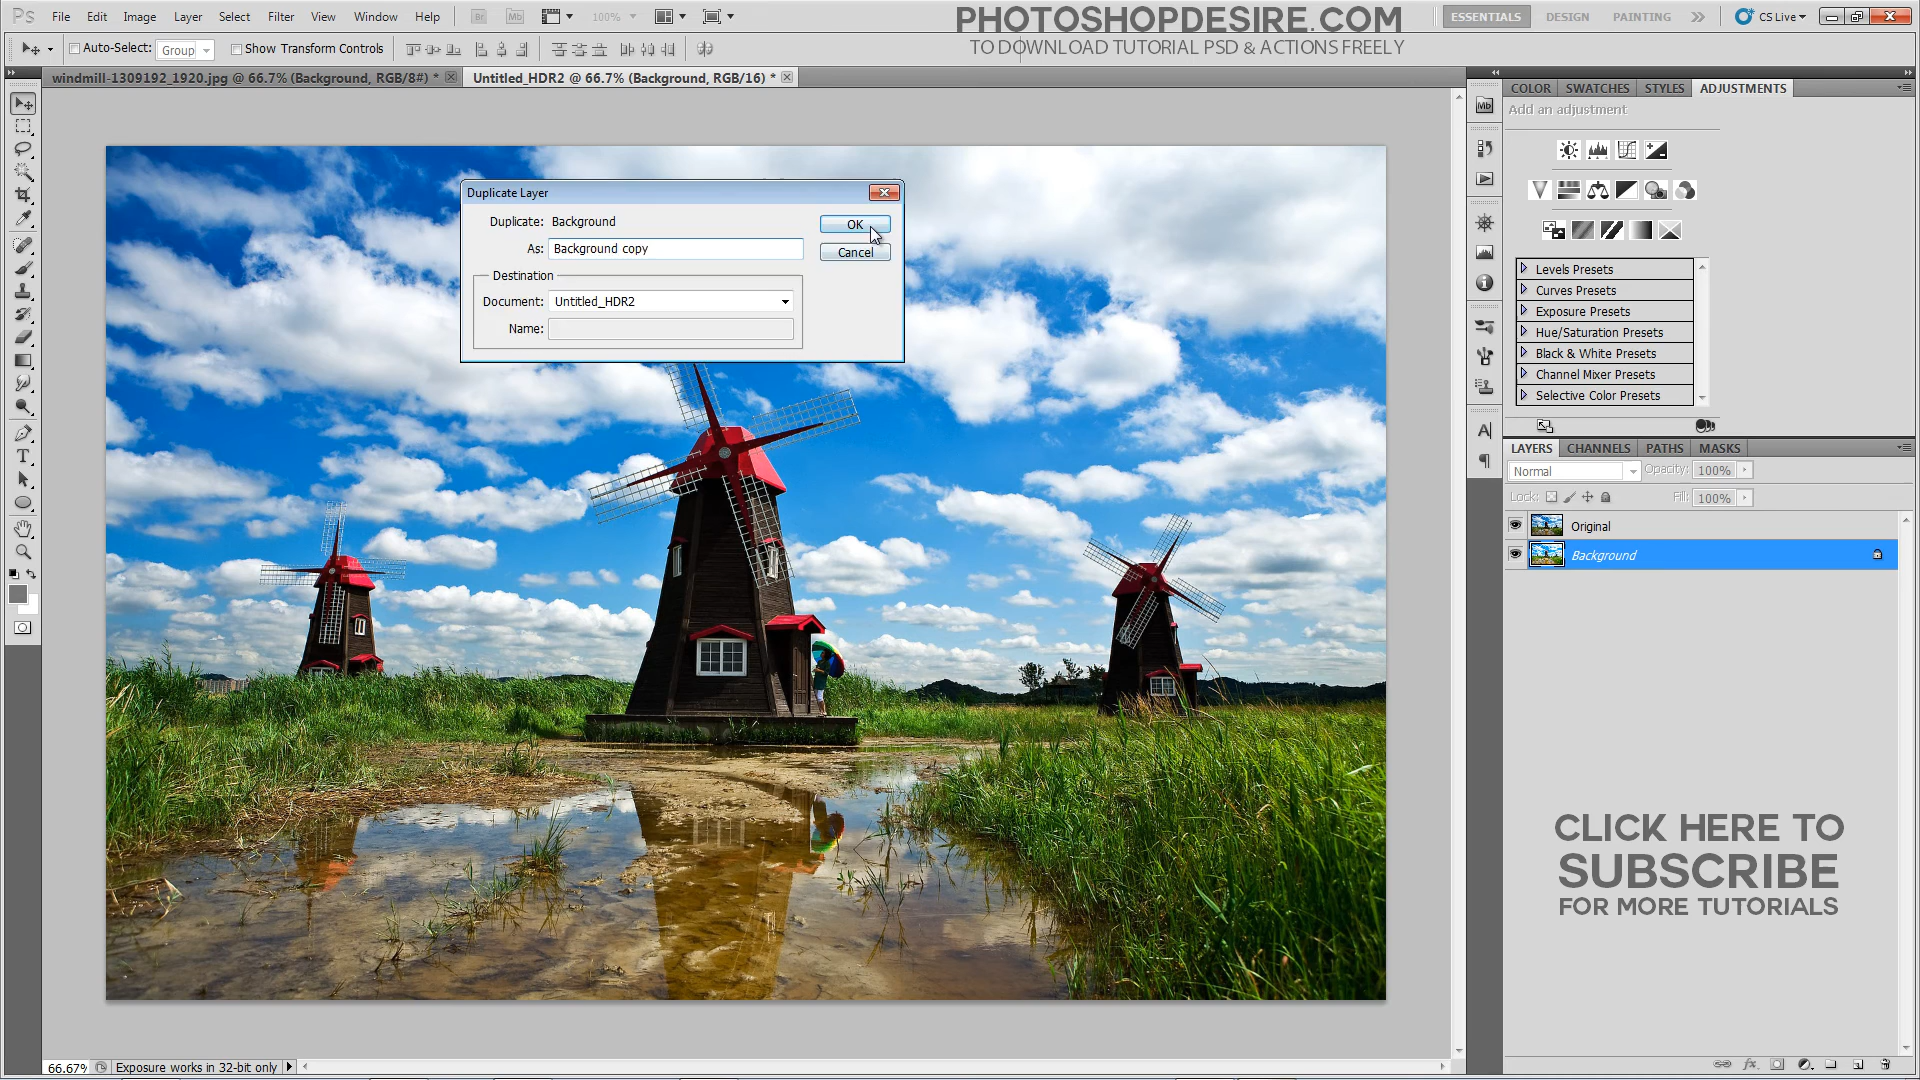 Ps File Edit Image Layer Select Filter View Window Help Br Mb 100% PHOTOSHOPDESIRE.COM ESSENTIALS DESIGN PAINTING CS Live
Auto-Select: Group Show Transform Controls TO DOWNLOAD TUTORIAL PSD & ACTIONS FREELY
windmill-1309192_1920.jpg @ 66.7% (Background, RGB/8#) * Untitled_HDR2 @ 66.7% (Background, RGB/16) *
COLOR SWATCHES STYLES ADJUSTMENTS
Add an adjustment
Mb
Duplicate Layer
Duplicate: Background OK
As: Background copy Cancel
Destination
Document: Untitled_HDR2
Name:
Levels Presets
Curves Presets
Exposure Presets
Hue/Saturation Presets
Black & White Presets
Channel Mixer Presets
Selective Color Presets
LAYERS CHANNELS PATHS MASKS
Normal Opacity: 100%
Lock: Fill: 100%
Original
Background
CLICK HERE TO
SUBSCRIBE
FOR MORE TUTORIALS
66.67% Exposure works in 32-bit only